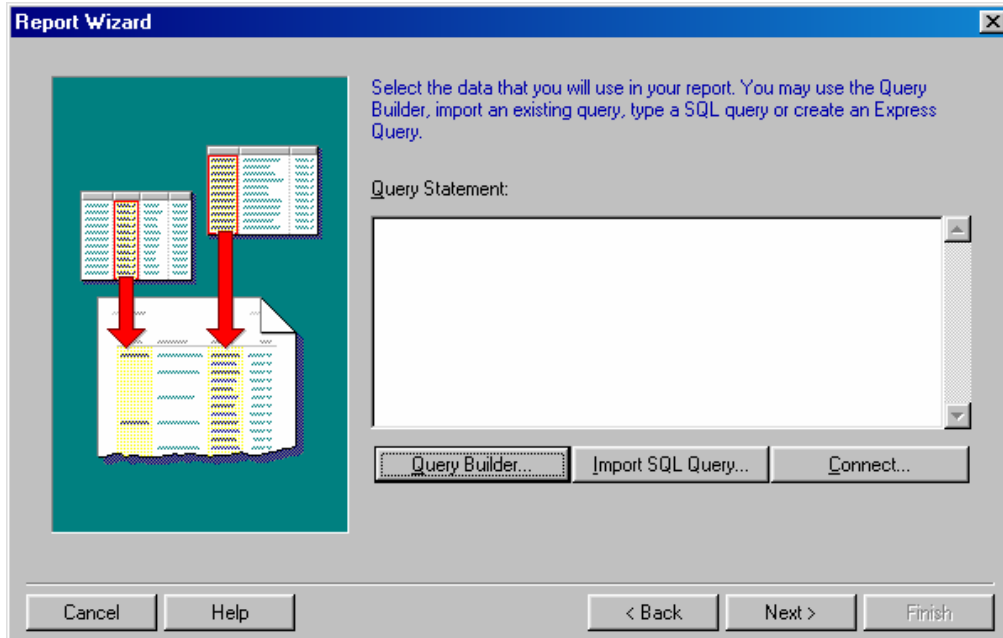 Report Wizard
Select the data that you will use in your report. You may use the Query
Builder, import an existing query, type a SQL query or create an Express
Query.
Query Statement:
Query Builder...
Import SQL Query...
Connect...
Cancel
Help
< Back
Next >
Finish